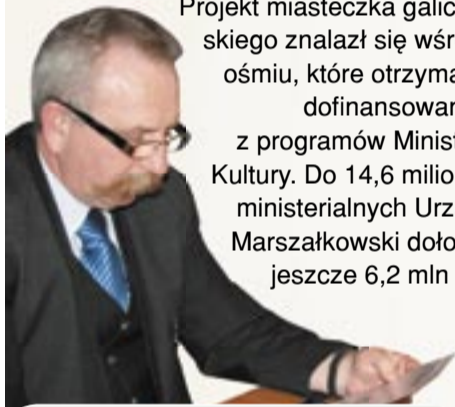 Projekt miasteczka galic
skiego znalazł się wśr
ośmiu, które otrzyma
dofinansowan
z programów Minist
Kultury. Do 14,6 milio
ministerialnych Urz
Marszałkowski doło
jeszcze 6,2 mln